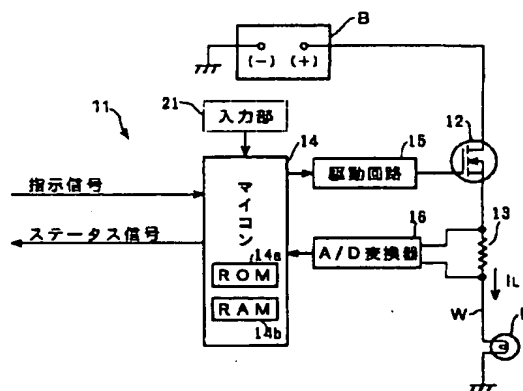 B
(-) (+)
21
入力部
11
14
15
12
指示信号
マイコン
駆動回路
16
13
ステータス信号
A/D変換器
14a
ROM
IL
RAM
W
14b